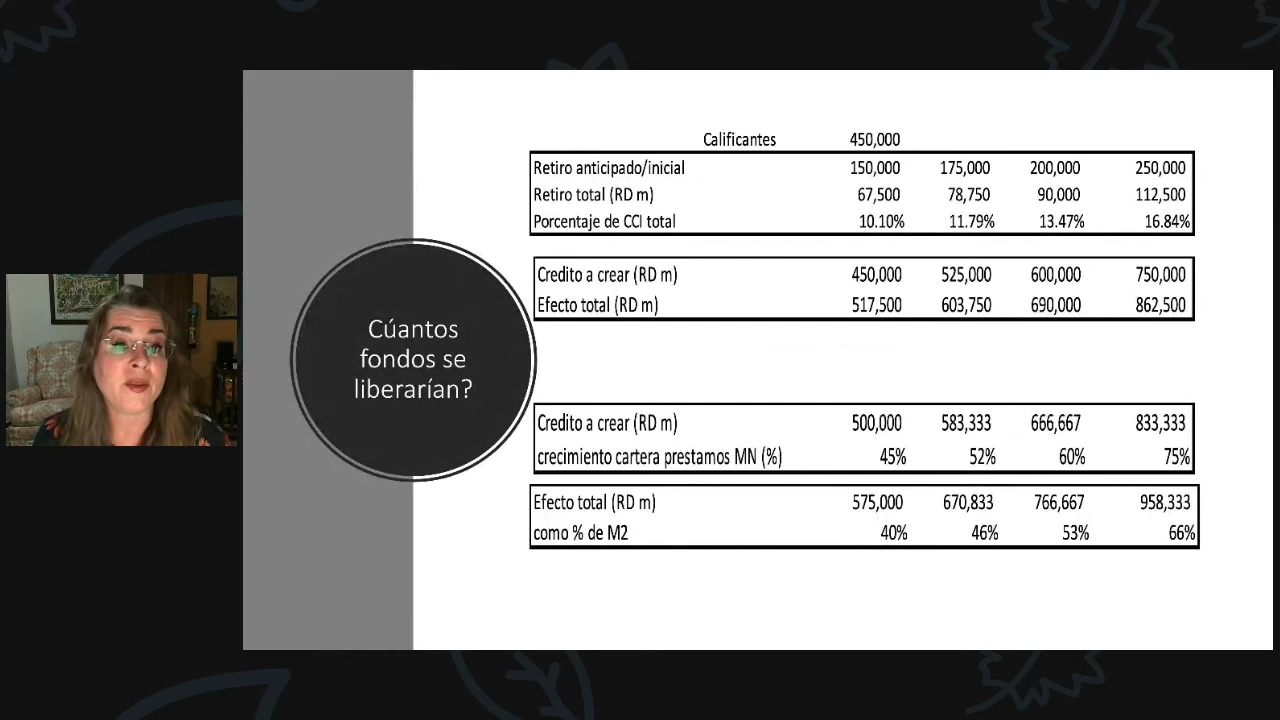 Cúantos
fondos se
liberarían?
Calificantes 450,000
Retiro anticipado/inicial 150,000 175,000 200,000 250,000
Retiro total (RD m) 67,500 78,750 90,000 112,500
Porcentaje de CCI total 10.10% 11.79% 13.47% 16.84%
Credito a crear (RD m) 450,000 525,000 600,000 750,000
Efecto total (RD m) 517,500 603,750 690,000 862,500
Credito a crear (RD m) 500,000 583,333 666,667 833,333
crecimiento cartera prestamos MN (%) 45% 52% 60% 75%
Efecto total (RD m) 575,000 670,833 766,667 958,333
como % de M2 40% 46% 53% 66%